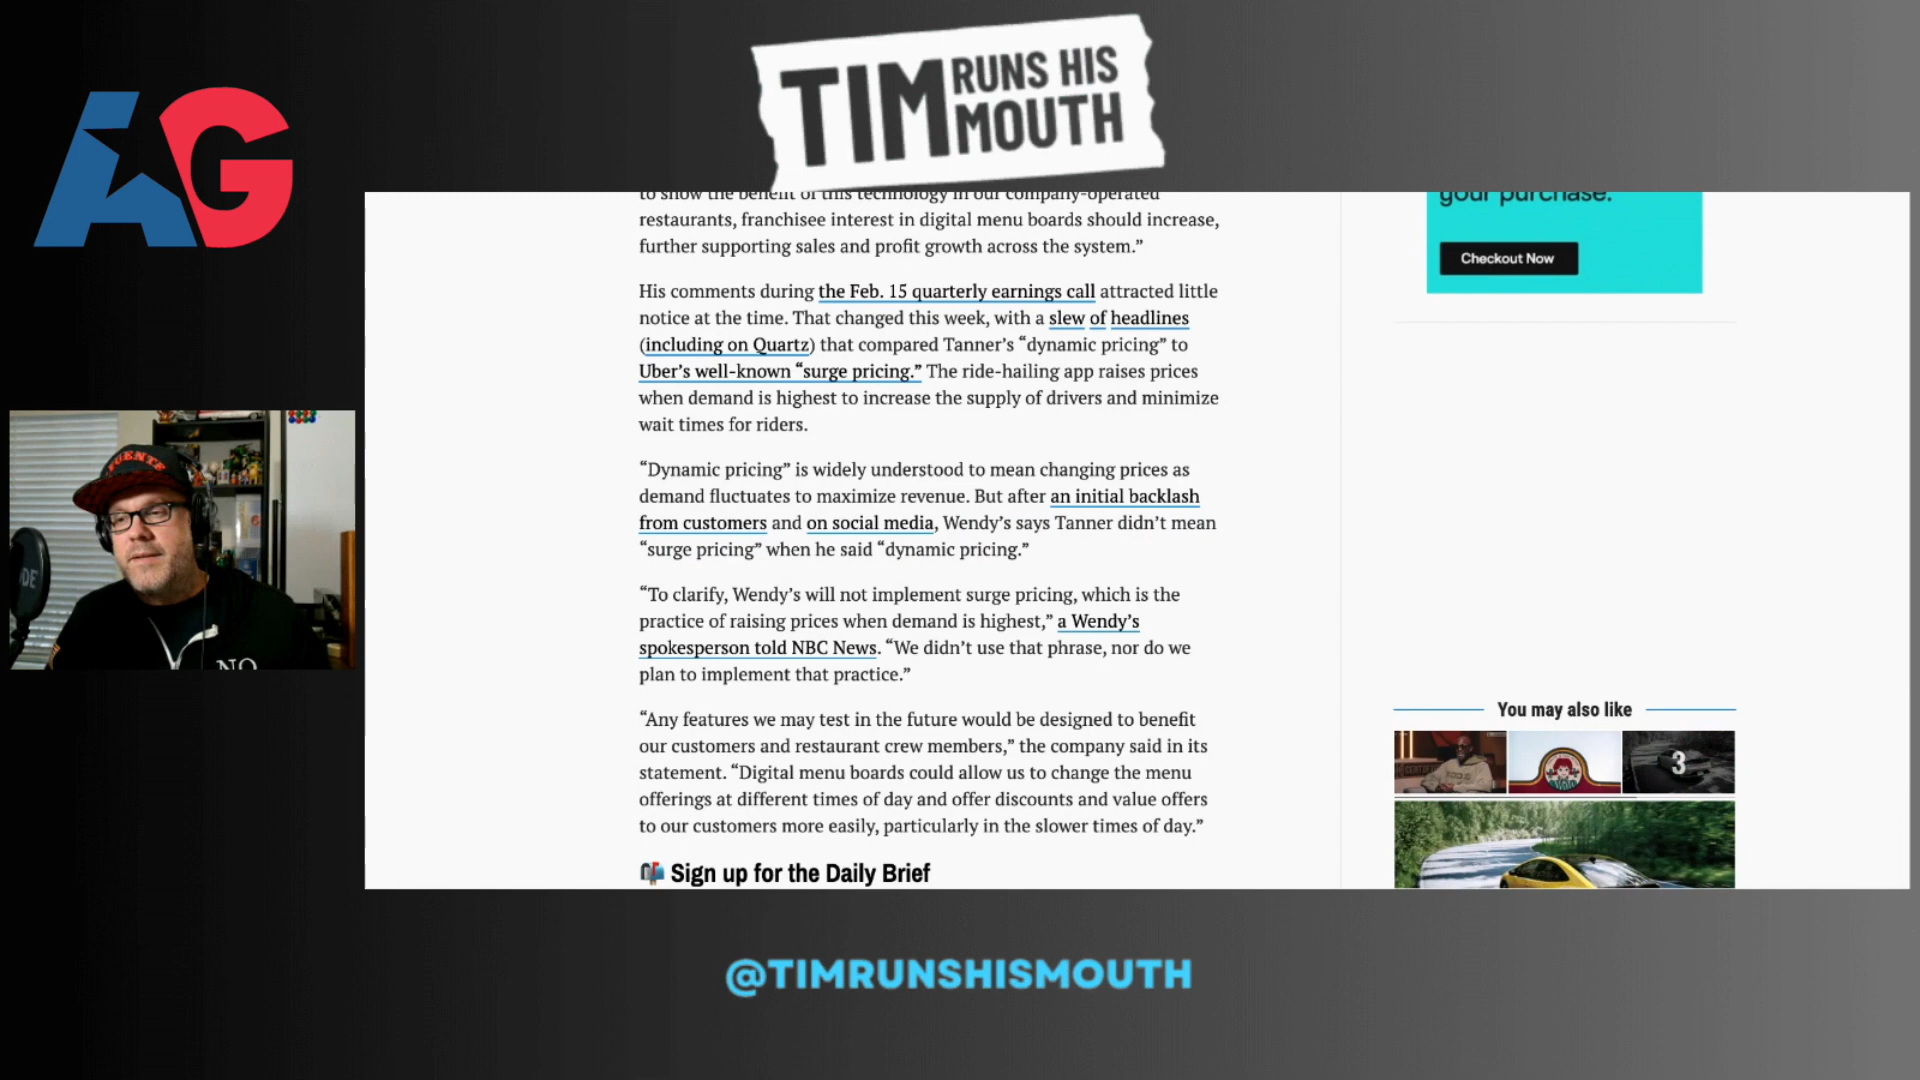 AG
TIM RUNS HIS
MOUTH
to show the benefit of this technology in our company-operated
restaurants, franchisee interest in digital menu boards should increase,
further supporting sales and profit growth across the system.”
His comments during the Feb. 15 quarterly earnings call attracted little
notice at the time. That changed this week, with a slew of headlines
(including on Quartz) that compared Tanner’s “dynamic pricing” to
Uber’s well-known “surge pricing.” The ride-hailing app raises prices
when demand is highest to increase the supply of drivers and minimize
wait times for riders.
“Dynamic pricing” is widely understood to mean changing prices as
demand fluctuates to maximize revenue. But after an initial backlash
from customers and on social media, Wendy’s says Tanner didn’t mean
“surge pricing” when he said “dynamic pricing.”
“To clarify, Wendy’s will not implement surge pricing, which is the
practice of raising prices when demand is highest,” a Wendy’s
spokesperson told NBC News. “We didn’t use that phrase, nor do we
plan to implement that practice.”
“Any features we may test in the future would be designed to benefit
our customers and restaurant crew members,” the company said in its
statement. “Digital menu boards could allow us to change the menu
offerings at different times of day and offer discounts and value offers
to our customers more easily, particularly in the slower times of day.”
Sign up for the Daily Brief
your purchase.
Checkout Now
You may also like
3
FUENTE
NO
@TIMRUNSHISMOUTH